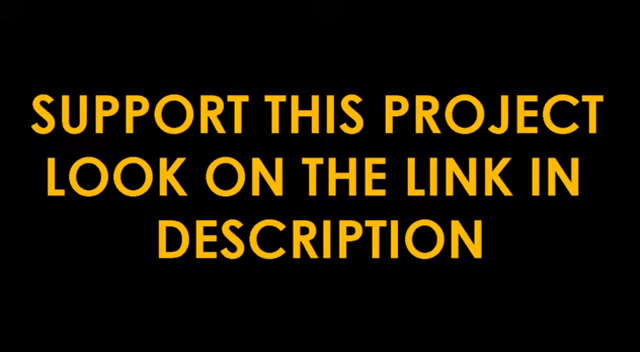 SUPPORT THIS PROJECT
LOOK ON THE LINK IN
DESCRIPTION